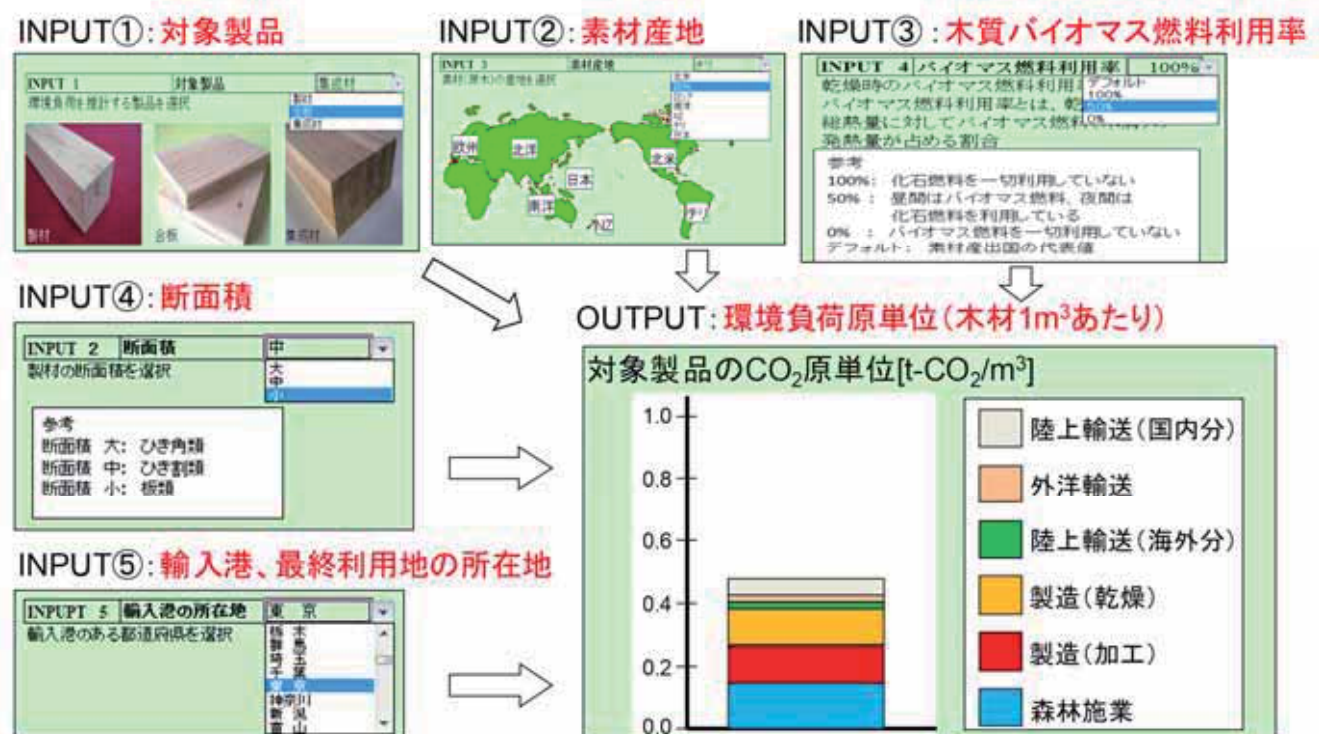 INPUT①:対象製品
INPUT 1 対象製品 集成材
環境負荷を推計する製品を選択
製材
合板
集成材
製材
合板
集成材
INPUT②:素材産地
INPUT 3 素材産地 チリ
素材(原木)の産地を選択
北米
欧州
北洋
北米
日本
南洋
NZ
チリ
INPUT③:木質バイオマス燃料利用率
INPUT 4 バイオマス燃料利用率 100%
乾燥時のバイオマス燃料利用
デフォルト
100%
50%
0%
バイオマス燃料利用率とは、乾
総熱量に対してバイオマス燃料
発熱量が占める割合
参考
100%: 化石燃料を一切利用していない
50% : 昼間はバイオマス燃料、夜間は
化石燃料を利用している
0% : バイオマス燃料を一切利用していない
デフォルト: 素材産出国の代表値
INPUT④:断面積
INPUT 2 断面積 中
製材の断面積を選択
大
中
小
参考
断面積 大: ひき角類
断面積 中: ひき割類
断面積 小: 板類
INPUT⑤:輸入港、最終利用地の所在地
INPUPT 5 輸入港の所在地 東 京
輸入港のある都道府県を選択
栃 木
群 馬
埼 玉
千 葉
東 京
神奈川
新 潟
富 山
OUTPUT:環境負荷原単位(木材1m³あたり)
対象製品のCO₂原単位[t-CO₂/m³]
1.0
0.8
0.6
0.4
0.2
0.0
陸上輸送(国内分)
外洋輸送
陸上輸送(海外分)
製造(乾燥)
製造(加工)
森林施業